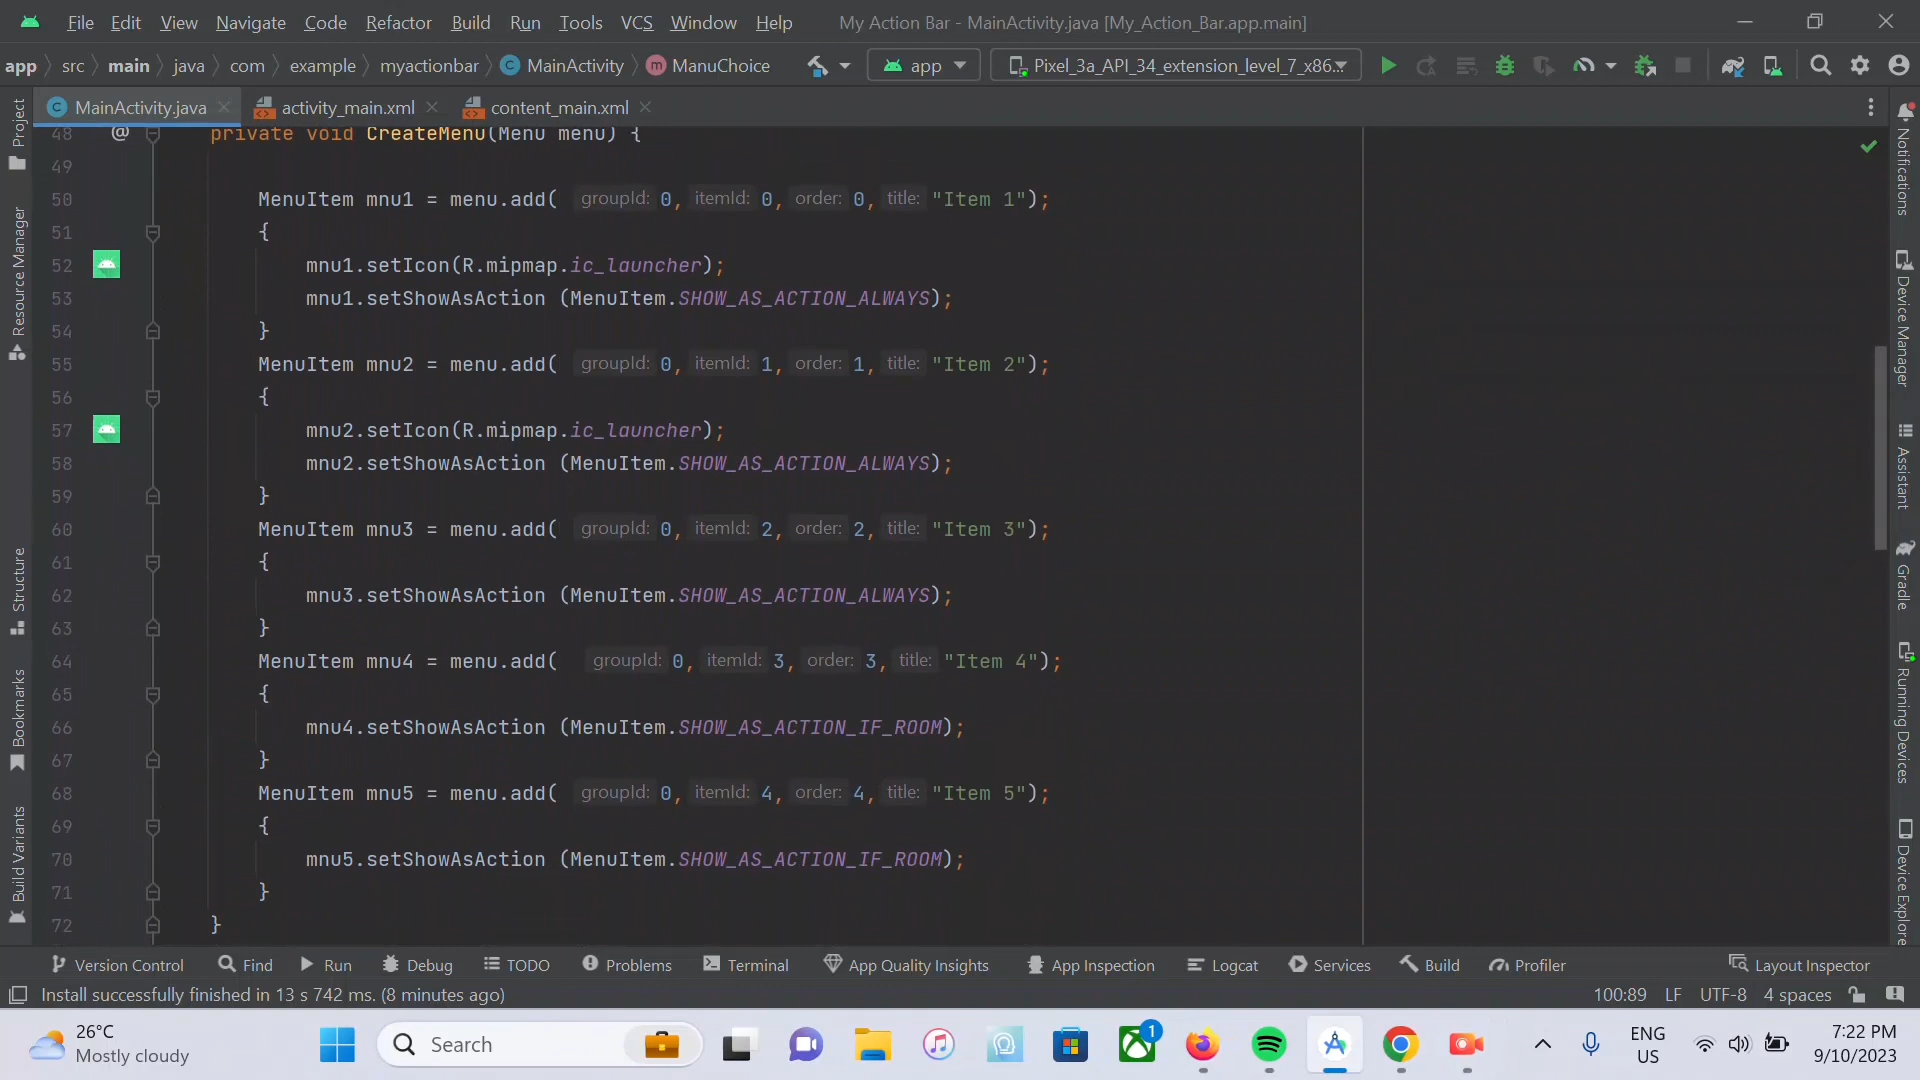 File Edit View Navigate Code Refactor Build Run Tools VCS Window Help My Action Bar - MainActivity.java [My_Action_Bar.app.main]
app src main java com example myactionbar MainActivity ManuChoice app Pixel_3a_API_34_extension_level_7_x86...
MainActivity.java activity_main.xml content_main.xml
48 @ private void CreateMenu(Menu menu) {
49
50 MenuItem mnu1 = menu.add( groupId: 0, itemId: 0, order: 0, title: "Item 1");
51 {
52 mnu1.setIcon(R.mipmap.ic_launcher);
53 mnu1.setShowAsAction (MenuItem.SHOW_AS_ACTION_ALWAYS);
54 }
55 MenuItem mnu2 = menu.add( groupId: 0, itemId: 1, order: 1, title: "Item 2");
56 {
57 mnu2.setIcon(R.mipmap.ic_launcher);
58 mnu2.setShowAsAction (MenuItem.SHOW_AS_ACTION_ALWAYS);
59 }
60 MenuItem mnu3 = menu.add( groupId: 0, itemId: 2, order: 2, title: "Item 3");
61 {
62 mnu3.setShowAsAction (MenuItem.SHOW_AS_ACTION_ALWAYS);
63 }
64 MenuItem mnu4 = menu.add( groupId: 0, itemId: 3, order: 3, title: "Item 4");
65 {
66 mnu4.setShowAsAction (MenuItem.SHOW_AS_ACTION_IF_ROOM);
67 }
68 MenuItem mnu5 = menu.add( groupId: 0, itemId: 4, order: 4, title: "Item 5");
69 {
70 mnu5.setShowAsAction (MenuItem.SHOW_AS_ACTION_IF_ROOM);
71 }
72 }
Project
Resource Manager
Structure
Bookmarks
Build Variants
Notifications
Device Manager
Assistant
Gradle
Running Devices
Device Explore
Version Control Find Run Debug TODO Problems Terminal App Quality Insights App Inspection Logcat Services Build Profiler Layout Inspector
Install successfully finished in 13 s 742 ms. (8 minutes ago) 100:89 LF UTF-8 4 spaces
26°C
Mostly cloudy
Search
1
ENG
US
7:22 PM
9/10/2023